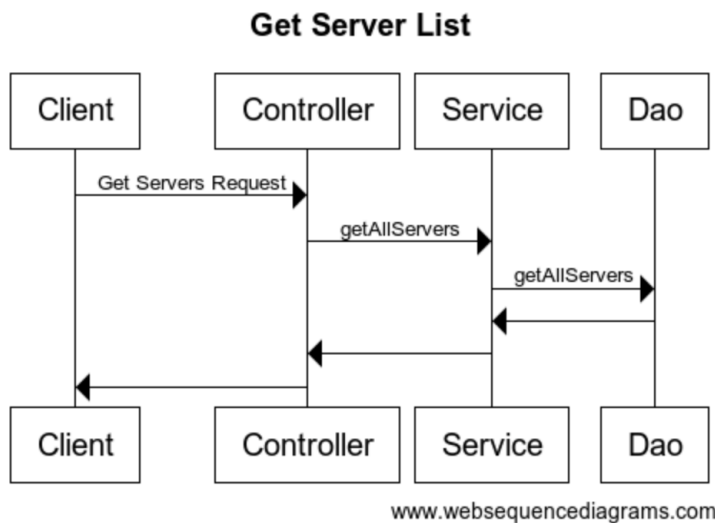 Get Server List
Client Controller Service Dao
Get Servers Request
getAllServers
getAllServers
Client Controller Service Dao
www.websequencediagrams.com